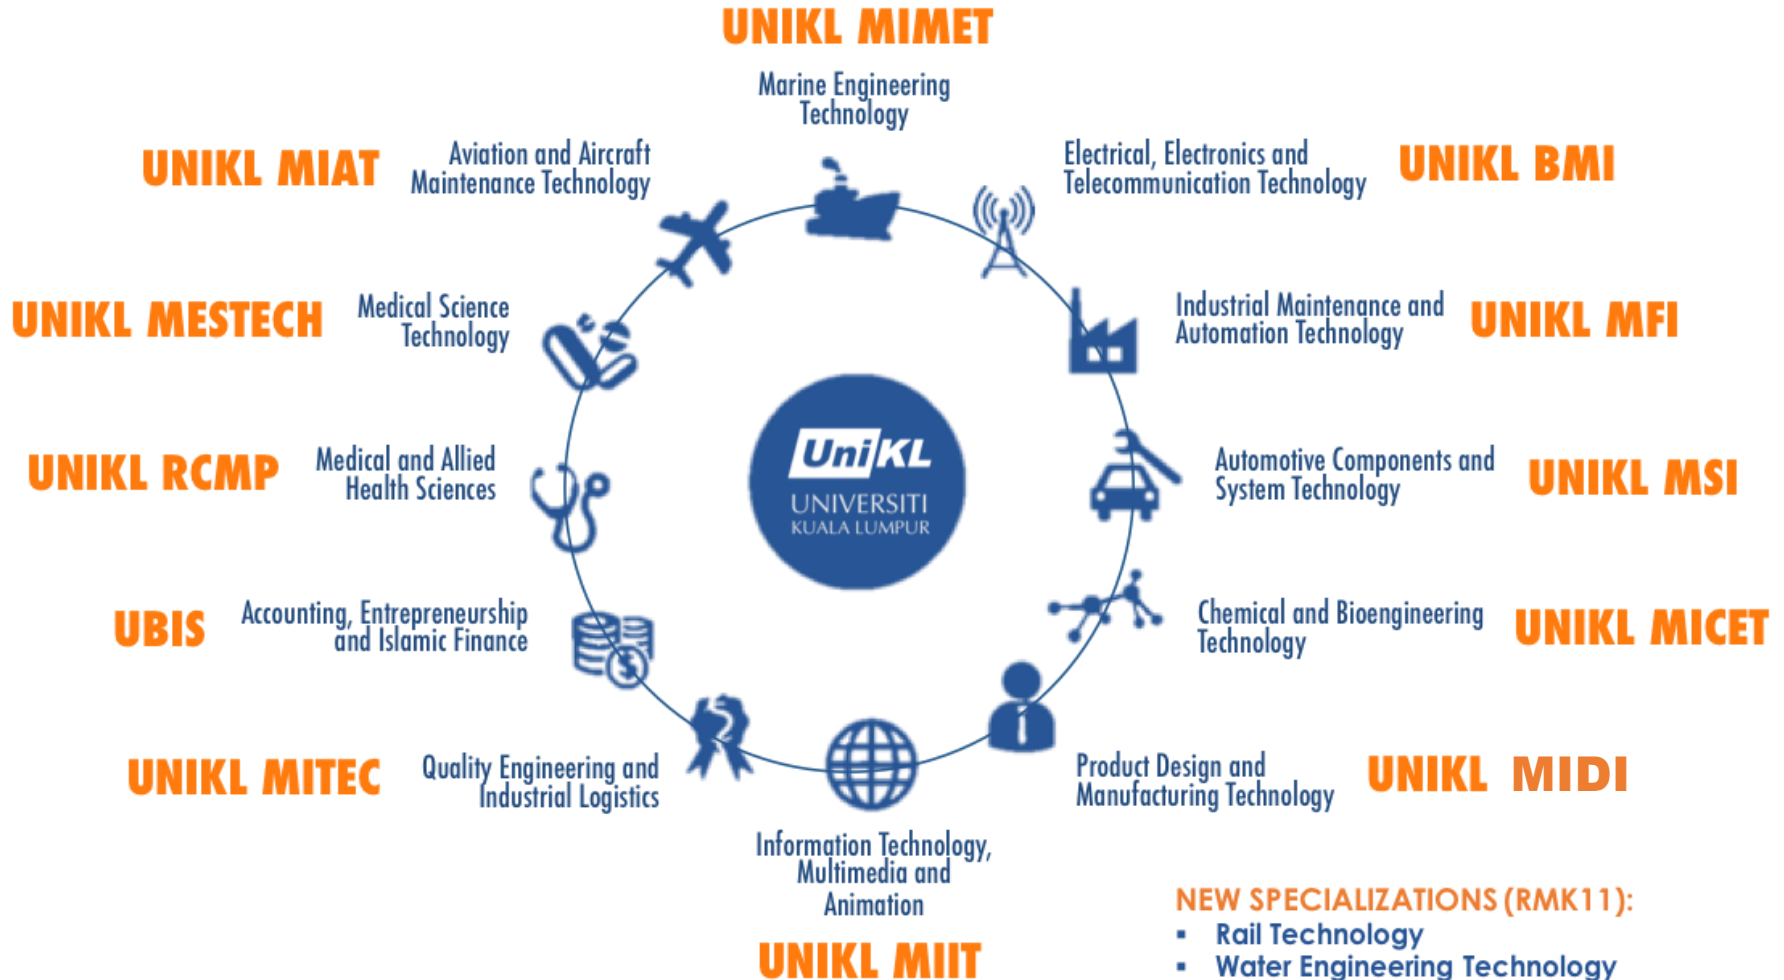 UNIKL MIMET
Marine Engineering
Technology
UNIKL MIAT
Aviation and Aircraft
Maintenance Technology
Electrical, Electronics and
Telecommunication Technology
UNIKL BMI
UNIKL MESTECH
Medical Science
Technology
Industrial Maintenance and
Automation Technology
UNIKL MFI
UNIKL RCMP
Medical and Allied
Health Sciences
UniKL
UNIVERSITI
KUALA LUMPUR
Automotive Components and
System Technology
UNIKL MSI
UBIS
Accounting, Entrepreneurship
and Islamic Finance
$
Chemical and Bioengineering
Technology
UNIKL MICET
UNIKL MITEC
Quality Engineering and
Industrial Logistics
Product Design and
Manufacturing Technology
UNIKL MIDI
Information Technology,
Multimedia and
Animation
UNIKL MIIT
NEW SPECIALIZATIONS (RMK11):
▪ Rail Technology
▪ Water Engineering Technology